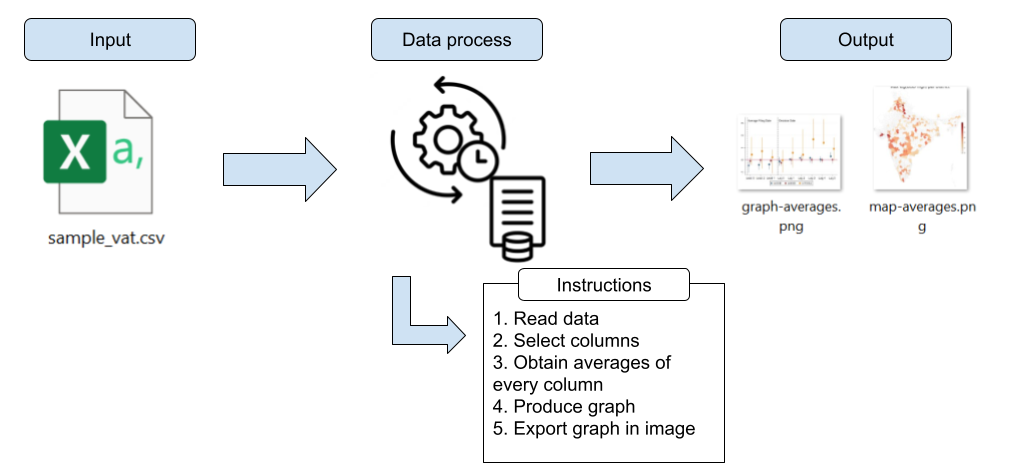 Input
Data process
Output
X
a,
sample_vat.csv
graph-averages.
png
map-averages.pn
g
Instructions
1. Read data
2. Select columns
3. Obtain averages of
every column
4. Produce graph
5. Export graph in image